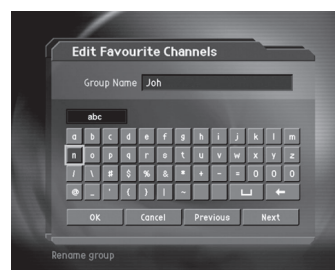 Edit Favourite Channels
Group Name Joh
abc
a b c d e f g h i j k l m
n o p q r s t u v w x y z
/ \ # $ % & * + - = 0 0 0
@ _ ' { } | ~
OK Cancel Previous Next
Rename group